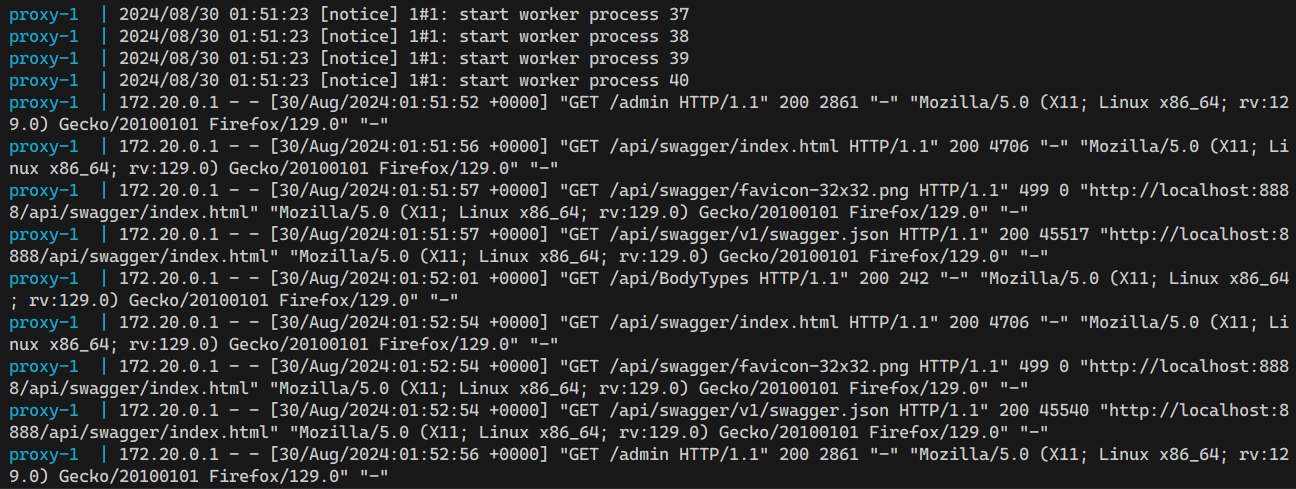 proxy-1  | 2024/08/30 01:51:23 [notice] 1#1: start worker process 37
proxy-1  | 2024/08/30 01:51:23 [notice] 1#1: start worker process 38
proxy-1  | 2024/08/30 01:51:23 [notice] 1#1: start worker process 39
proxy-1  | 2024/08/30 01:51:23 [notice] 1#1: start worker process 40
proxy-1  | 172.20.0.1 - - [30/Aug/2024:01:51:52 +0000] "GET /admin HTTP/1.1" 200 2861 "-" "Mozilla/5.0 (X11; Linux x86_64; rv:12
9.0) Gecko/20100101 Firefox/129.0" "-"
proxy-1  | 172.20.0.1 - - [30/Aug/2024:01:51:56 +0000] "GET /api/swagger/index.html HTTP/1.1" 200 4706 "-" "Mozilla/5.0 (X11; Li
nux x86_64; rv:129.0) Gecko/20100101 Firefox/129.0" "-"
proxy-1  | 172.20.0.1 - - [30/Aug/2024:01:51:57 +0000] "GET /api/swagger/favicon-32x32.png HTTP/1.1" 499 0 "http://localhost:888
8/api/swagger/index.html" "Mozilla/5.0 (X11; Linux x86_64; rv:129.0) Gecko/20100101 Firefox/129.0" "-"
proxy-1  | 172.20.0.1 - - [30/Aug/2024:01:51:57 +0000] "GET /api/swagger/v1/swagger.json HTTP/1.1" 200 45517 "http://localhost:8
888/api/swagger/index.html" "Mozilla/5.0 (X11; Linux x86_64; rv:129.0) Gecko/20100101 Firefox/129.0" "-"
proxy-1  | 172.20.0.1 - - [30/Aug/2024:01:52:01 +0000] "GET /api/BodyTypes HTTP/1.1" 200 242 "-" "Mozilla/5.0 (X11; Linux x86_64
; rv:129.0) Gecko/20100101 Firefox/129.0" "-"
proxy-1  | 172.20.0.1 - - [30/Aug/2024:01:52:54 +0000] "GET /api/swagger/index.html HTTP/1.1" 200 4706 "-" "Mozilla/5.0 (X11; Li
nux x86_64; rv:129.0) Gecko/20100101 Firefox/129.0" "-"
proxy-1  | 172.20.0.1 - - [30/Aug/2024:01:52:54 +0000] "GET /api/swagger/favicon-32x32.png HTTP/1.1" 499 0 "http://localhost:888
8/api/swagger/index.html" "Mozilla/5.0 (X11; Linux x86_64; rv:129.0) Gecko/20100101 Firefox/129.0" "-"
proxy-1  | 172.20.0.1 - - [30/Aug/2024:01:52:54 +0000] "GET /api/swagger/v1/swagger.json HTTP/1.1" 200 45540 "http://localhost:8
888/api/swagger/index.html" "Mozilla/5.0 (X11; Linux x86_64; rv:129.0) Gecko/20100101 Firefox/129.0" "-"
proxy-1  | 172.20.0.1 - - [30/Aug/2024:01:52:56 +0000] "GET /admin HTTP/1.1" 200 2861 "-" "Mozilla/5.0 (X11; Linux x86_64; rv:12
9.0) Gecko/20100101 Firefox/129.0" "-"